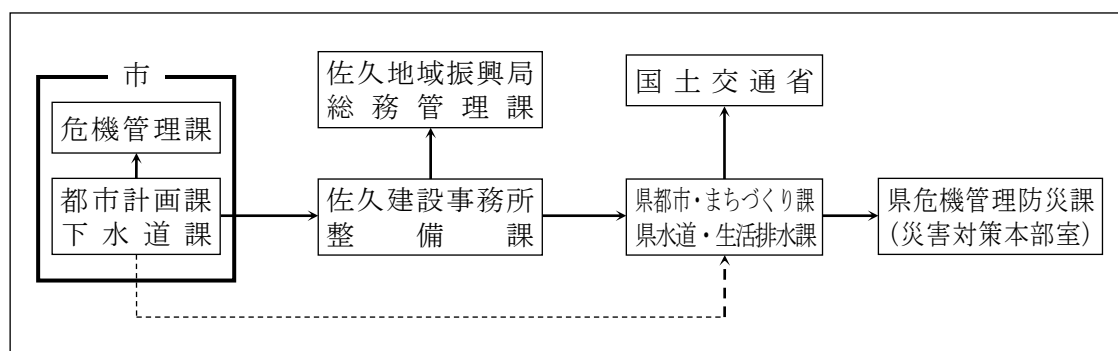 市
危機管理課
都市計画課
下水道課
佐久地域振興局
総務管理課
佐久建設事務所
整備課
国土交通省
県都市・まちづくり課
県水道・生活排水課
県危機管理防災課
(災害対策本部室)